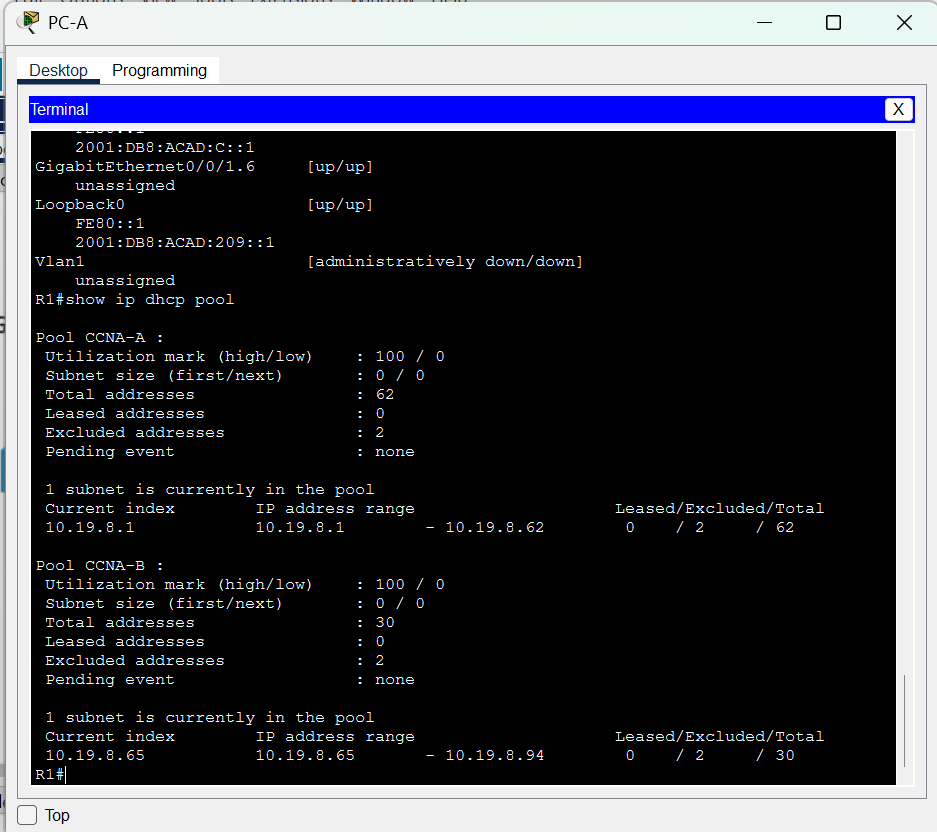 PC-A
Desktop Programming
Terminal X
2001:DB8:ACAD:C::1
GigabitEthernet0/0/1.6 [up/up]
unassigned
Loopback0 [up/up]
FE80::1
2001:DB8:ACAD:209::1
Vlan1 [administratively down/down]
unassigned
R1#show ip dhcp pool
Pool CCNA-A :
Utilization mark (high/low) : 100 / 0
Subnet size (first/next) : 0 / 0
Total addresses : 62
Leased addresses : 0
Excluded addresses : 2
Pending event : none
1 subnet is currently in the pool
Current index IP address range Leased/Excluded/Total
10.19.8.1 10.19.8.1 - 10.19.8.62 0 / 2 / 62
Pool CCNA-B :
Utilization mark (high/low) : 100 / 0
Subnet size (first/next) : 0 / 0
Total addresses : 30
Leased addresses : 0
Excluded addresses : 2
Pending event : none
1 subnet is currently in the pool
Current index IP address range Leased/Excluded/Total
10.19.8.65 10.19.8.65 - 10.19.8.94 0 / 2 / 30
R1#
Top